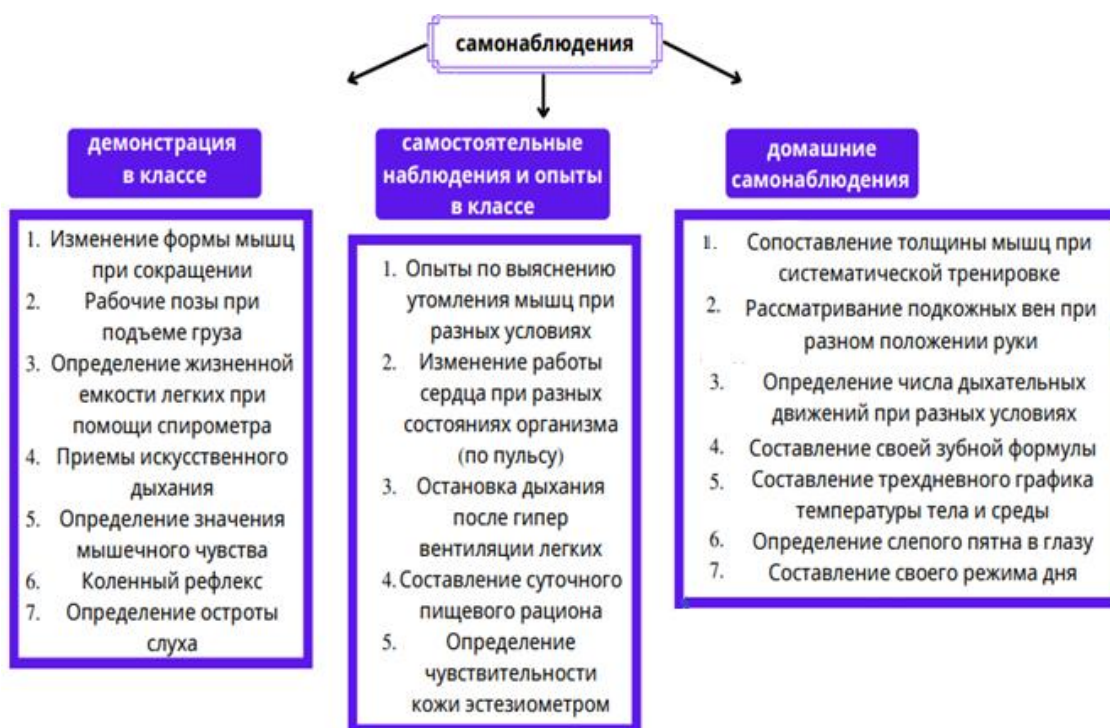 самонаблюдения
демонстрация
в классе
1. Изменение формы мышц
при сокращении
2. Рабочие позы при
подъеме груза
3. Определение жизненной
емкости легких при
помощи спирометра
4. Приемы искусственного
дыхания
5. Определение значения
мышечного чувства
6. Коленный рефлекс
7. Определение остроты
слуха
самостоятельные
наблюдения и опыты
в классе
1. Опыты по выяснению
утомления мышц при
разных условиях
2. Изменение работы
сердца при разных
состояниях организма
(по пульсу)
3. Остановка дыхания
после гипер
вентиляции легких
4. Составление суточного
пищевого рациона
5. Определение
чувствительности
кожи эстезиометром
домашние
самонаблюдения
1. Сопоставление толщины мышц при
систематической тренировке
2. Рассматривание подкожных вен при
разном положении руки
3. Определение числа дыхательных
движений при разных условиях
4. Составление своей зубной формулы
5. Составление трехдневного графика
температуры тела и среды
6. Определение слепого пятна в глазу
7. Составление своего режима дня